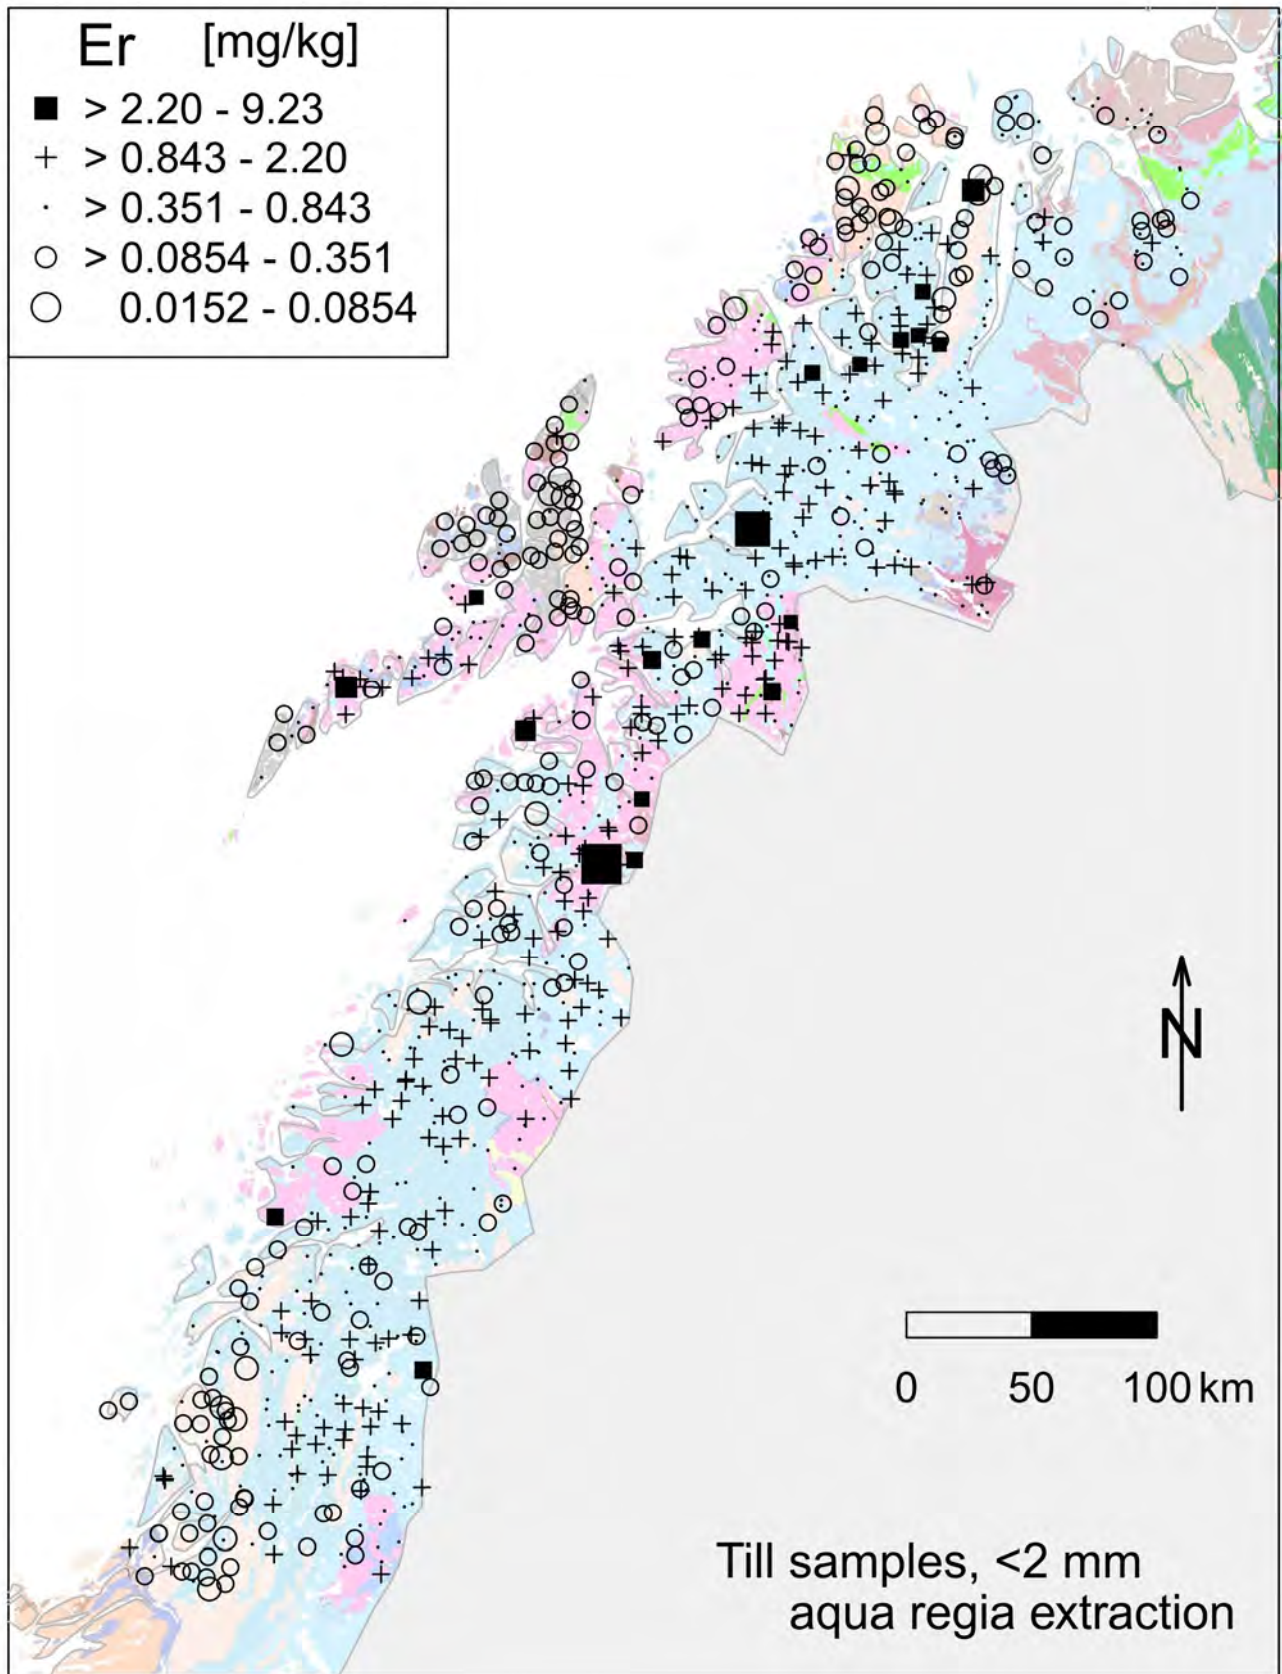 Er [mg/kg]
■ > 2.20 - 9.23
+ > 0.843 - 2.20
· > 0.351 - 0.843
○ > 0.0854 - 0.351
○ 0.0152 - 0.0854
N
0 50 100 km
Till samples, <2 mm
aqua regia extraction